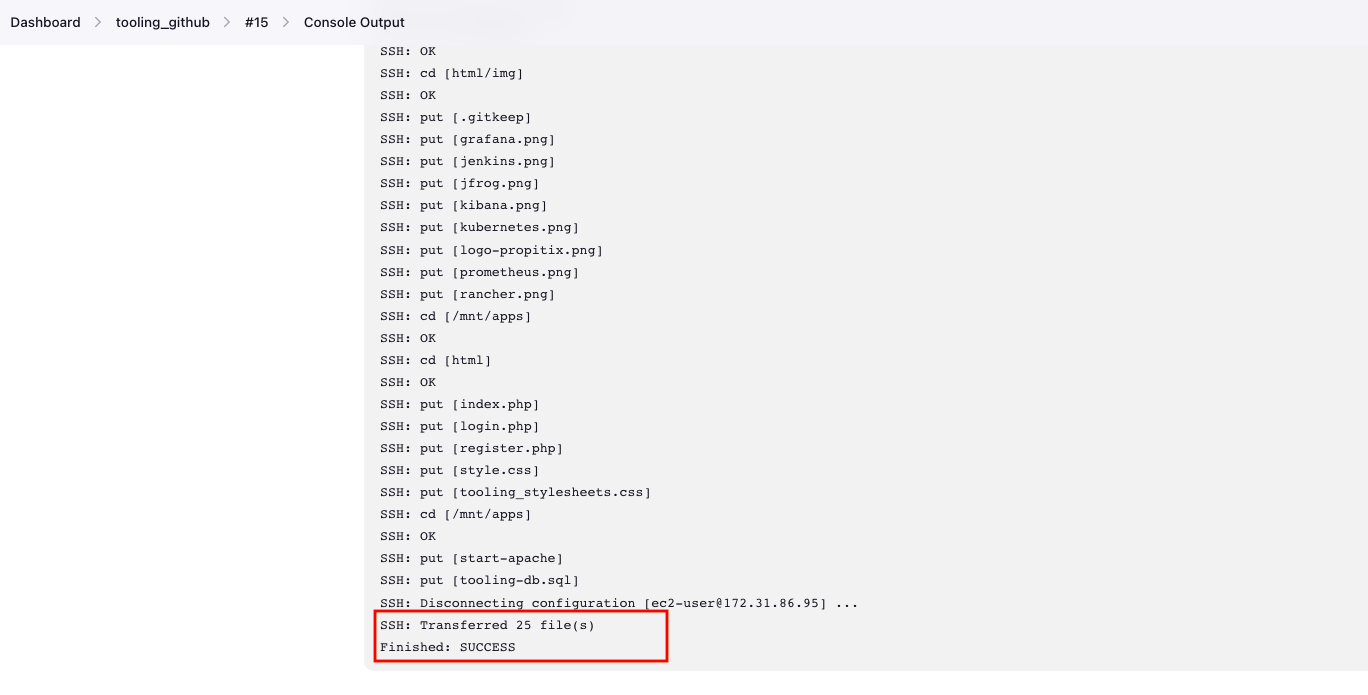 Dashboard > tooling_github > #15 > Console Output
SSH: OK
SSH: cd [html/img]
SSH: OK
SSH: put [.gitkeep]
SSH: put [grafana.png]
SSH: put [jenkins.png]
SSH: put [jfrog.png]
SSH: put [kibana.png]
SSH: put [kubernetes.png]
SSH: put [logo-propitix.png]
SSH: put [prometheus.png]
SSH: put [rancher.png]
SSH: cd [/mnt/apps]
SSH: OK
SSH: cd [html]
SSH: OK
SSH: put [index.php]
SSH: put [login.php]
SSH: put [register.php]
SSH: put [style.css]
SSH: put [tooling_stylesheets.css]
SSH: cd [/mnt/apps]
SSH: OK
SSH: put [start-apache]
SSH: put [tooling-db.sql]
SSH: Disconnecting configuration [ec2-user@172.31.86.95] ...
SSH: Transferred 25 file(s)
Finished: SUCCESS